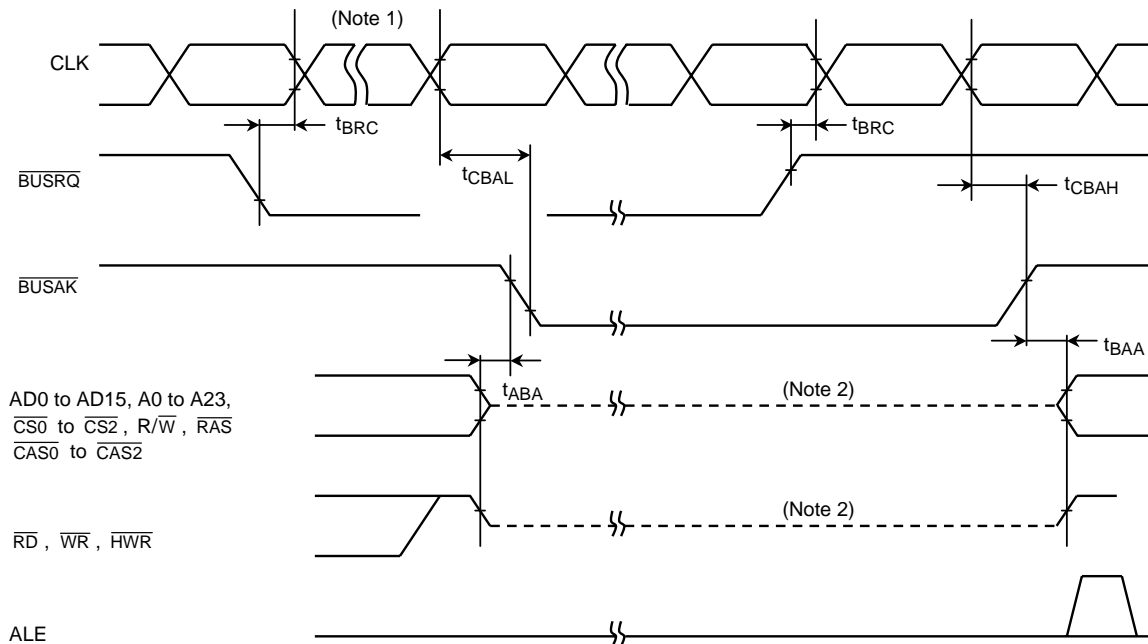 (Note 1)
CLK
tBRC
tBRC
BUSRQ
tCBAL
tCBAH
BUSAK
tBAA
tABA
(Note 2)
AD0 to AD15, A0 to A23,
CS0 to CS2 , R/W , RAS
CAS0 to CAS2
(Note 2)
RD , WR , HWR
ALE